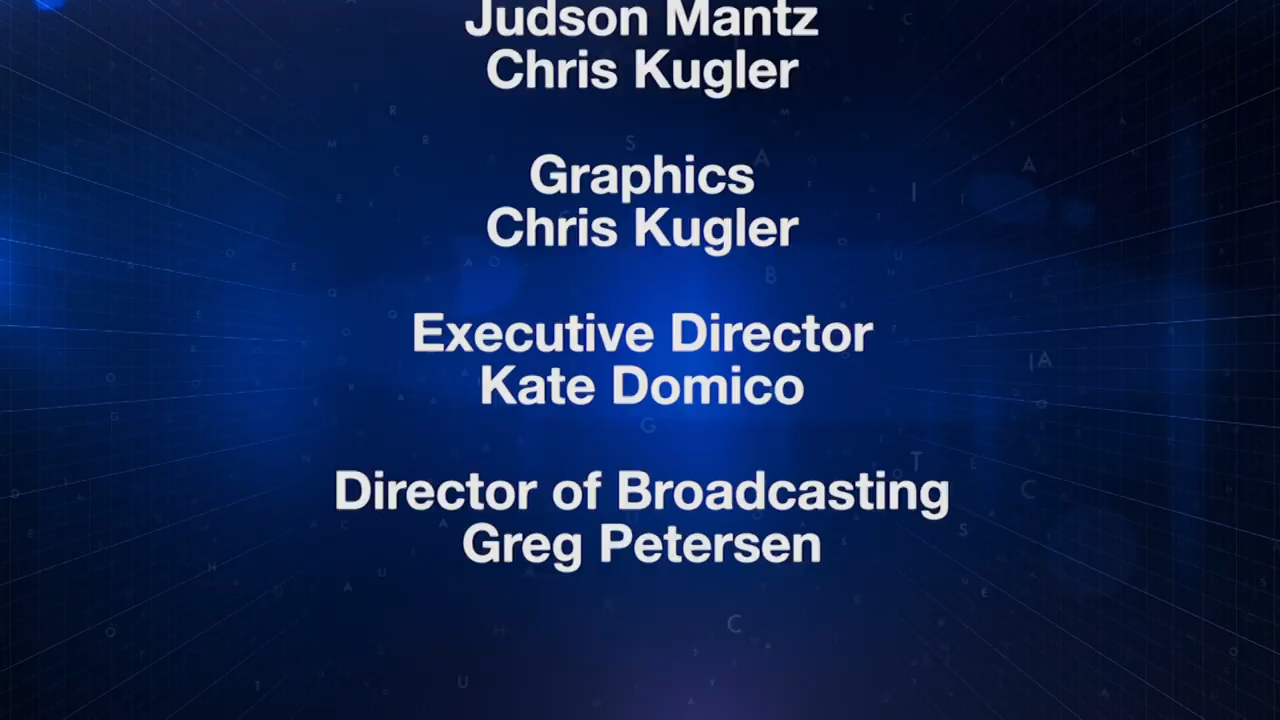 Judson Mantz
Chris Kugler
Graphics
Chris Kugler
Executive Director
Kate Domico
Director of Broadcasting
Greg Petersen